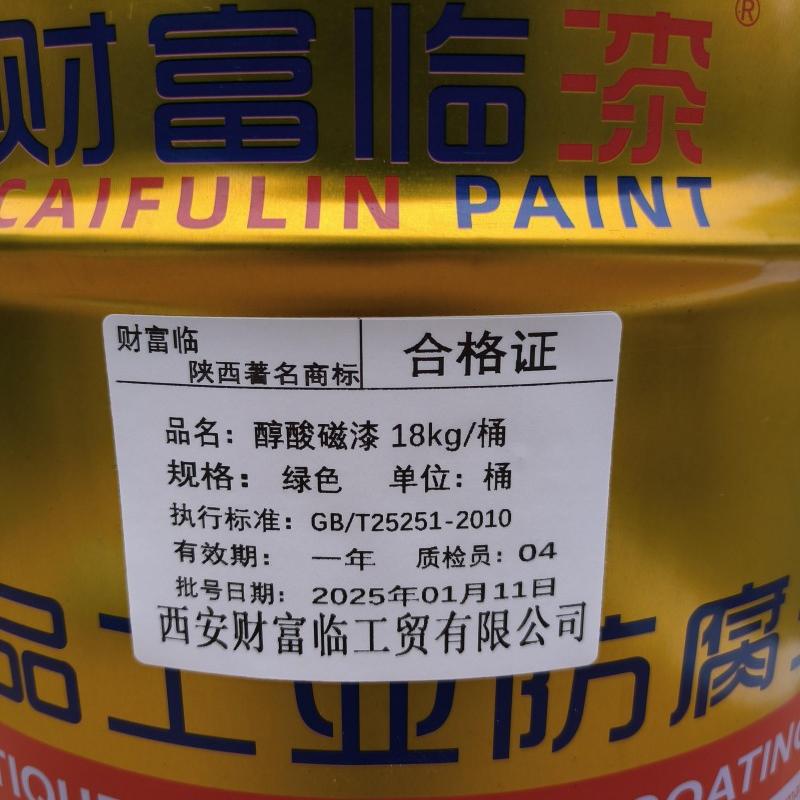 财富临漆®
CAIFULIN PAINT
财富临
陕西著名商标
合格证
品名：醇酸磁漆 18kg/桶
规格：绿色 单位：桶
执行标准：GB/T25251-2010
有效期：一年 质检员：04
批号日期：2025年01月11日
西安财富临工贸有限公司
品工业防腐